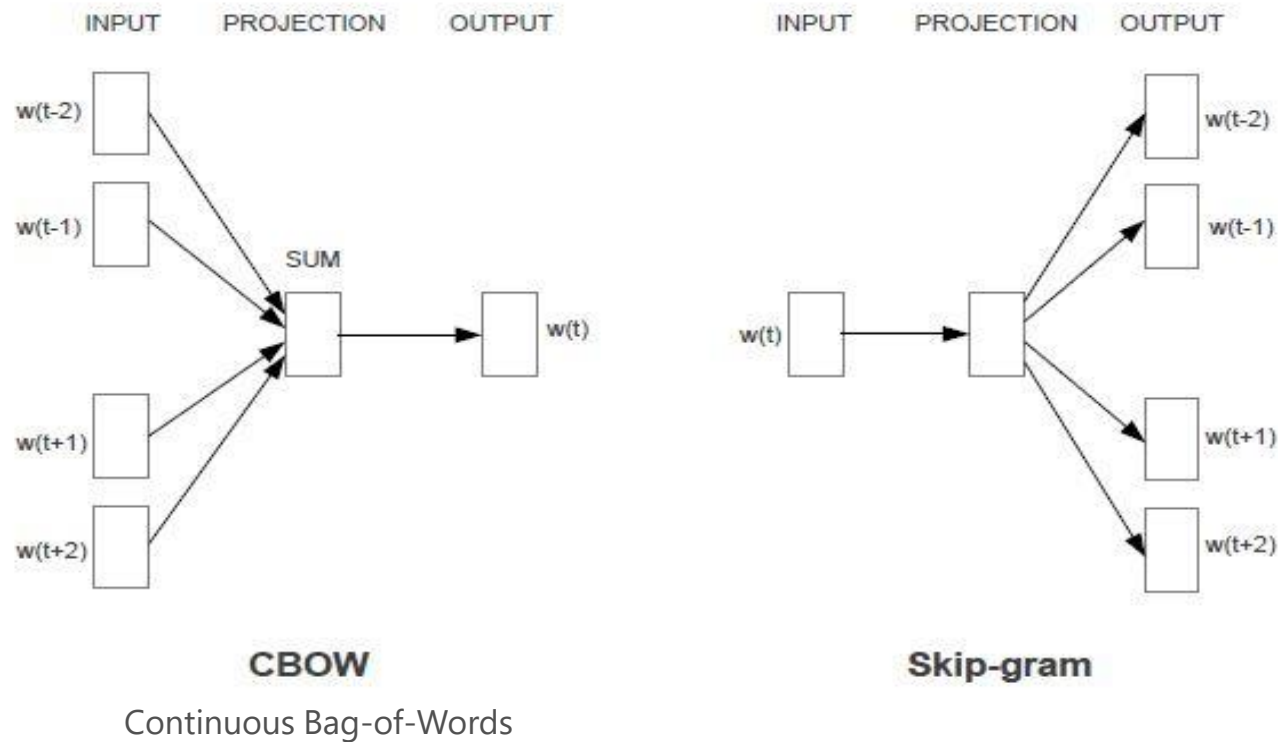 INPUT PROJECTION OUTPUT
w(t-2)
w(t-1)
SUM
w(t)
w(t+1)
w(t+2)
CBOW
Continuous Bag-of-Words
INPUT PROJECTION OUTPUT
w(t-2)
w(t-1)
w(t)
w(t+1)
w(t+2)
Skip-gram